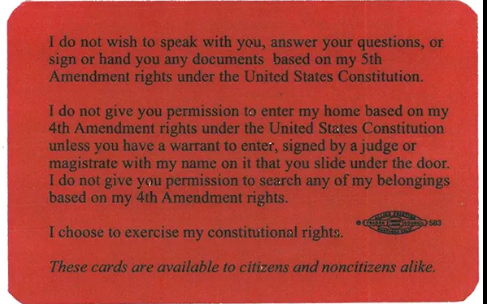 I do not wish to speak with you, answer your questions, or
sign or hand you any documents based on my 5th
Amendment rights under the United States Constitution.
I do not give you permission to enter my home based on my
4th Amendment rights under the United States Constitution
unless you have a warrant to enter, signed by a judge or
magistrate with my name on it that you slide under the door.
I do not give you permission to search any of my belongings
based on my 4th Amendment rights.
I choose to exercise my constitutional rights.
583
These cards are available to citizens and noncitizens alike.